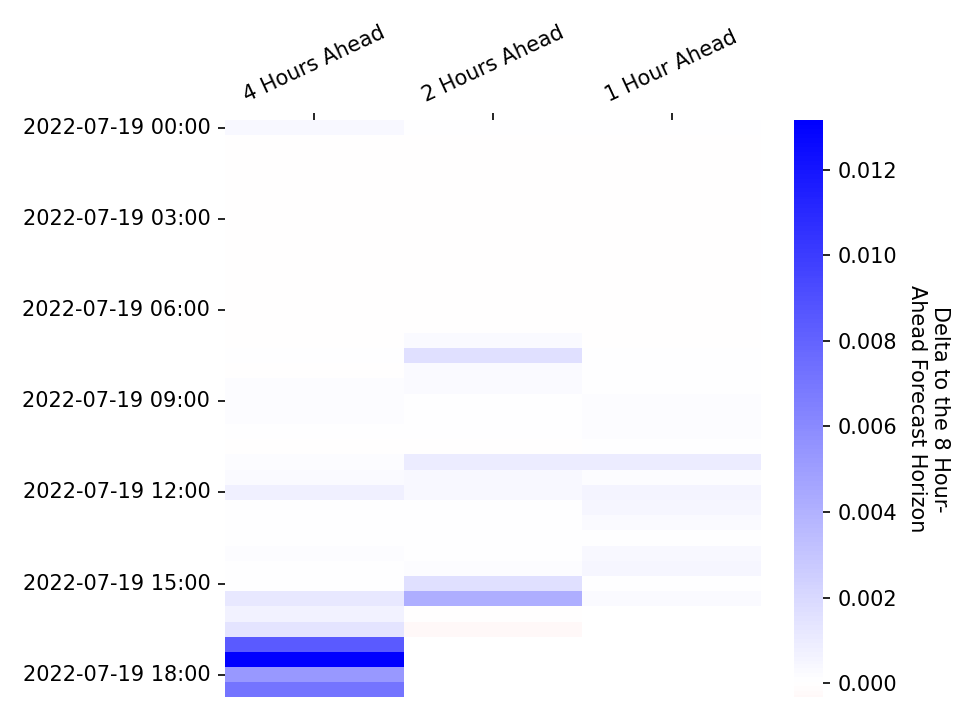 4 Hours Ahead
2 Hours Ahead
1 Hour Ahead
2022-07-19 00:00
2022-07-19 03:00
2022-07-19 06:00
2022-07-19 09:00
2022-07-19 12:00
2022-07-19 15:00
2022-07-19 18:00
0.012
0.010
0.008
0.006
0.004
0.002
0.000
Delta to the 8 Hour-
Ahead Forecast Horizon